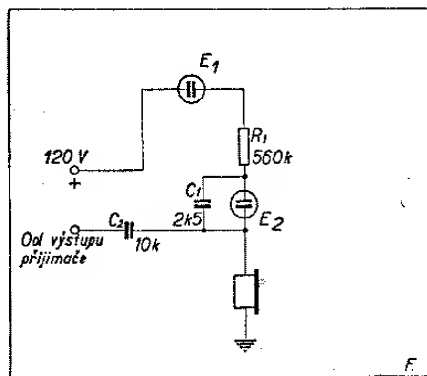 E1
R1
560k
120 V
+
C1
2k5
E2
C2
10k
Od výstupu
přijimače
F.